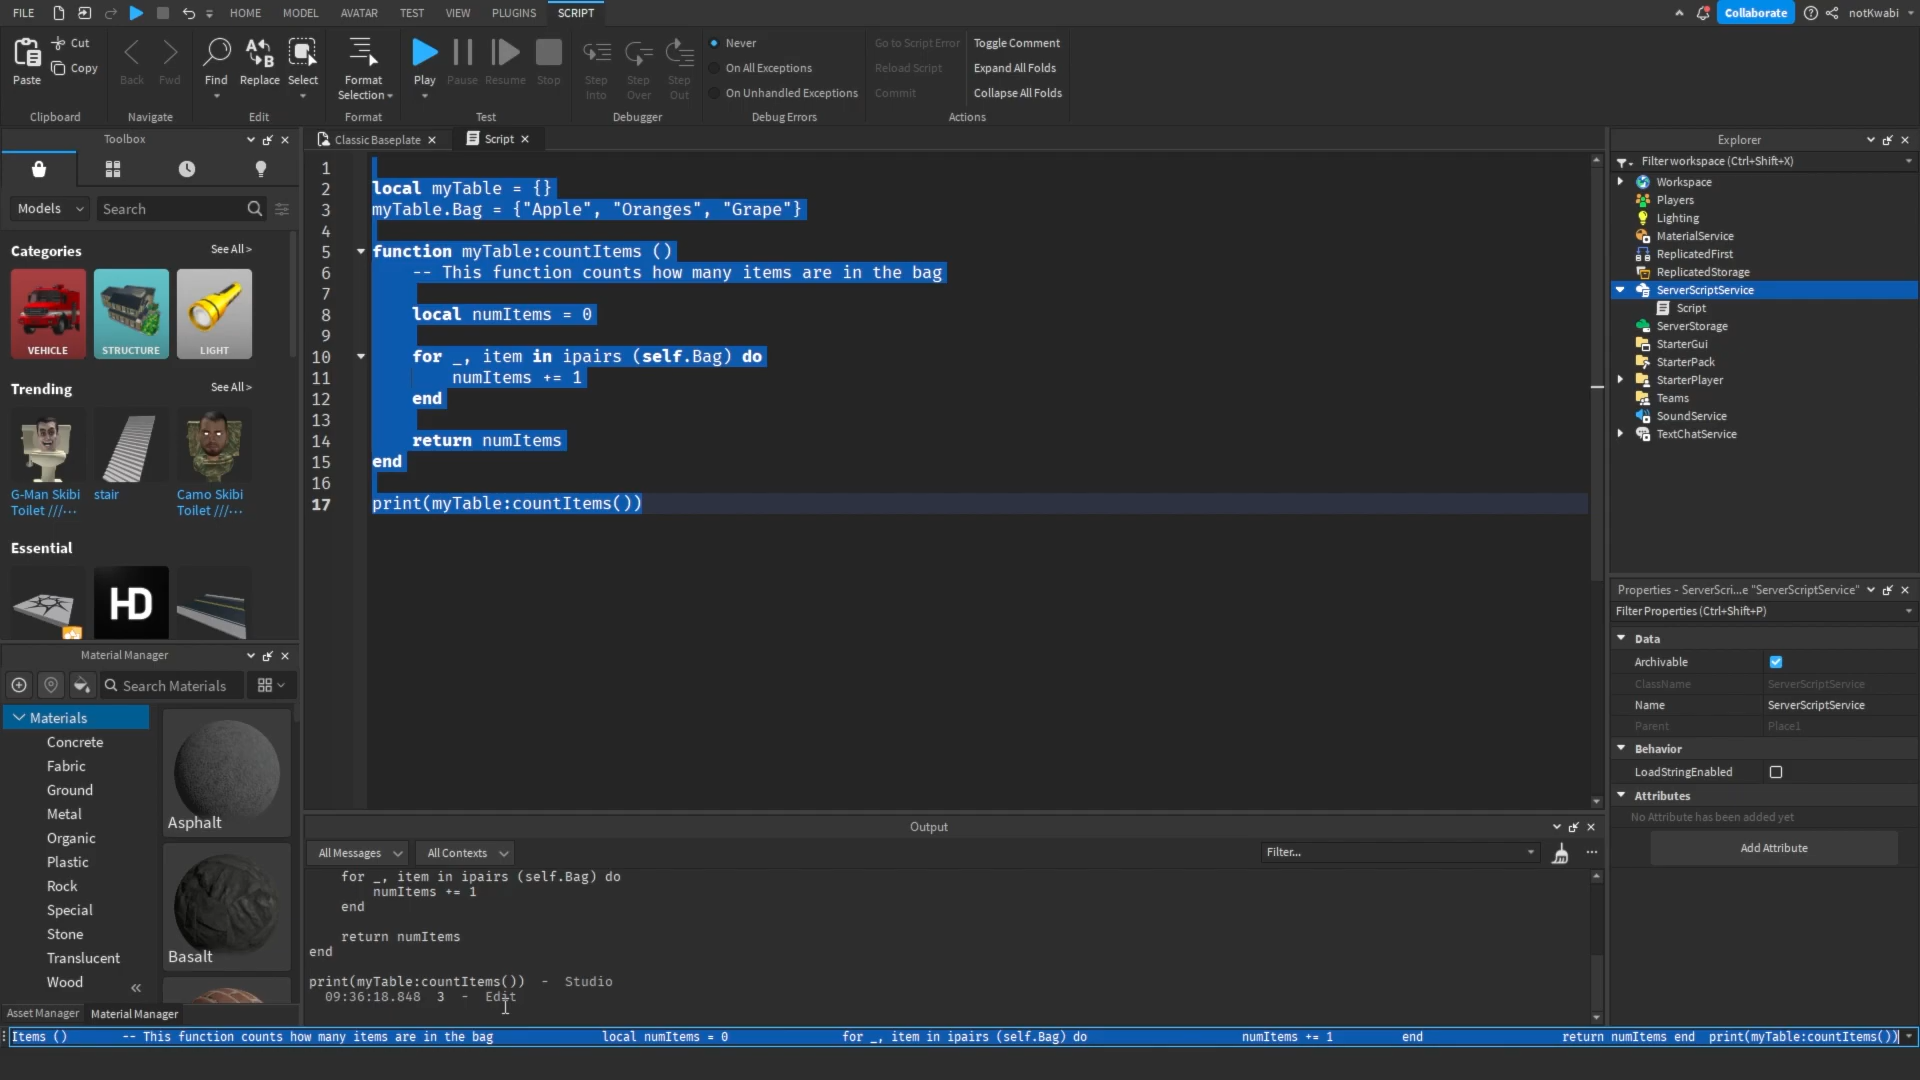 FILE
HOME
MODEL
AVATAR
TEST
VIEW
PLUGINS
SCRIPT
Collaborate
notKwabi
Paste
Cut
Copy
Clipboard
Back
Fwd
Navigate
Find
Replace
Select
Edit
Format
Selection
Format
Play
Pause
Resume
Stop
Test
Step
Into
Step
Over
Step
Out
Debugger
Never
On All Exceptions
On Unhandled Exceptions
Debug Errors
Go to Script Error
Reload Script
Commit
Toggle Comment
Expand All Folds
Collapse All Folds
Actions
Toolbox
Models
Search
Categories
See All >
VEHICLE
STRUCTURE
LIGHT
Trending
See All >
G-Man Skibi
Toilet ///···
stair
Camo Skibi
Toilet ///···
Essential
HD
Material Manager
Search Materials
Materials
Concrete
Fabric
Ground
Metal
Organic
Plastic
Rock
Special
Stone
Translucent
Wood
Asphalt
Basalt
Asset Manager
Material Manager
Classic Baseplate
Script
1
2 local myTable = {}
3 myTable.Bag = {"Apple", "Oranges", "Grape"}
4
5 function myTable:countItems ()
6 -- This function counts how many items are in the bag
7
8 local numItems = 0
9
10 for _, item in ipairs (self.Bag) do
11 numItems += 1
12 end
13
14 return numItems
15 end
16
17 print(myTable:countItems())
Output
All Messages
All Contexts
Filter...
for _, item in ipairs (self.Bag) do
numItems += 1
end
return numItems
end
print(myTable:countItems()) - Studio
09:36:18.848 3 - Edit
Items () -- This function counts how many items are in the bag local numItems = 0 for _, item in ipairs (self.Bag) do numItems += 1 end return numItems end print(myTable:countItems())
Explorer
Filter workspace (Ctrl+Shift+X)
Workspace
Players
Lighting
MaterialService
ReplicatedFirst
ReplicatedStorage
ServerScriptService
Script
ServerStorage
StarterGui
StarterPack
StarterPlayer
Teams
SoundService
TextChatService
Properties - ServerScri...e "ServerScriptService"
Filter Properties (Ctrl+Shift+P)
Data
Archivable
ClassName ServerScriptService
Name ServerScriptService
Parent Place1
Behavior
LoadStringEnabled
Attributes
No Attribute has been added yet
Add Attribute